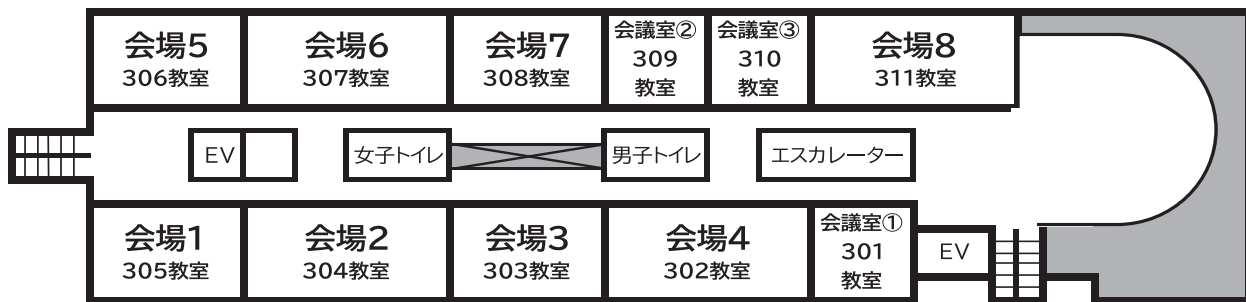 会場5
306教室
会場6
307教室
会場7
308教室
会議室②
309
教室
会議室③
310
教室
会場8
311教室
EV
女子トイレ
男子トイレ
エスカレーター
会場1
305教室
会場2
304教室
会場3
303教室
会場4
302教室
会議室①
301
教室
EV